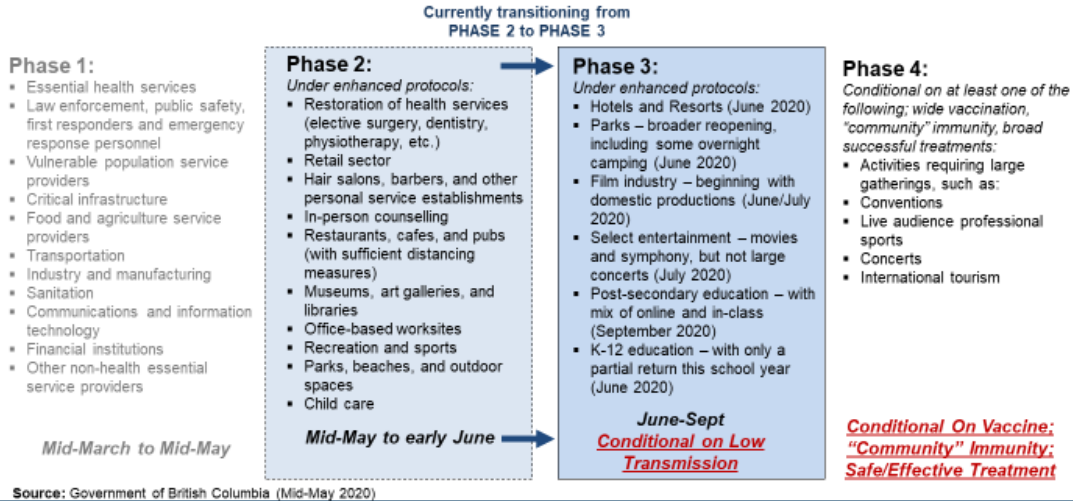 Currently transitioning from
PHASE 2 to PHASE 3
Phase 1:
▪ Essential health services
▪ Law enforcement, public safety,
first responders and emergency
response personnel
▪ Vulnerable population service
providers
▪ Critical infrastructure
▪ Food and agriculture service
providers
▪ Transportation
▪ Industry and manufacturing
▪ Sanitation
▪ Communications and information
technology
▪ Financial institutions
▪ Other non-health essential
service providers
Mid-March to Mid-May
Phase 2:
Under enhanced protocols:
▪ Restoration of health services
(elective surgery, dentistry,
physiotherapy, etc.)
▪ Retail sector
▪ Hair salons, barbers, and other
personal service establishments
▪ In-person counselling
▪ Restaurants, cafes, and pubs
(with sufficient distancing
measures)
▪ Museums, art galleries, and
libraries
▪ Office-based worksites
▪ Recreation and sports
▪ Parks, beaches, and outdoor
spaces
▪ Child care
Mid-May to early June
Phase 3:
Under enhanced protocols:
▪ Hotels and Resorts (June 2020)
▪ Parks – broader reopening,
including some overnight
camping (June 2020)
▪ Film industry – beginning with
domestic productions (June/July
2020)
▪ Select entertainment – movies
and symphony, but not large
concerts (July 2020)
▪ Post-secondary education – with
mix of online and in-class
(September 2020)
▪ K-12 education – with only a
partial return this school year
(June 2020)
June-Sept
Conditional on Low
Transmission
Phase 4:
Conditional on at least one of the
following; wide vaccination,
“community” immunity, broad
successful treatments:
▪ Activities requiring large
gatherings, such as:
▪ Conventions
▪ Live audience professional
sports
▪ Concerts
▪ International tourism
Conditional On Vaccine;
“Community” Immunity;
Safe/Effective Treatment
Source: Government of British Columbia (Mid-May 2020)